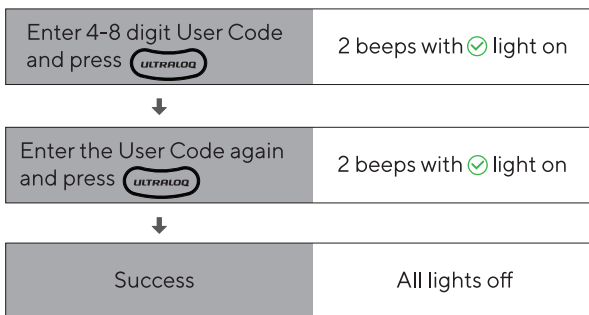 Enter 4-8 digit User Code
and press ULTRALOQ
2 beeps with light on
Enter the User Code again
and press ULTRALOQ
2 beeps with light on
Success
All lights off